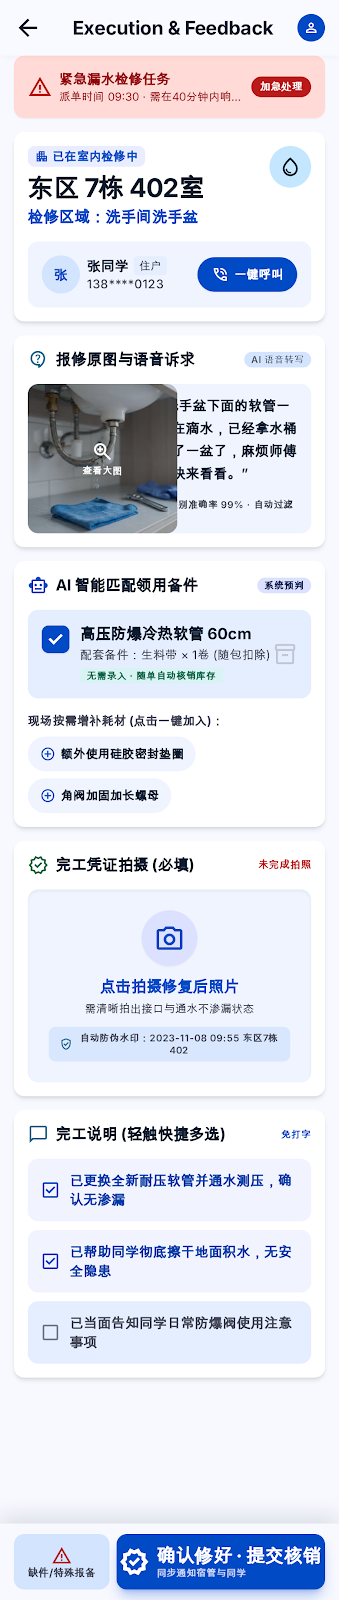 Execution & Feedback
紧急漏水检修任务
派单时间 09:30 · 需在40分钟内响...
加急处理
已在室内检修中
东区 7栋 402室
检修区域：洗手间洗手盆
张
张同学 住户
138****0123
一键呼叫
报修原图与语音诉求
AI 语音转写
查看大图
手盆下面的软管一
在滴水，已经拿水桶
了一盆了，麻烦师傅
快来看看。”
别准确率 99% · 自动过滤
AI 智能匹配领用备件
系统预判
高压防爆冷热软管 60cm
配套备件：生料带 × 1卷 (随包扣除)
无需录入 · 随单自动核销库存
现场按需增补耗材 (点击一键加入)：
额外使用硅胶密封垫圈
角阀加固加长螺母
完工凭证拍摄 (必填)
未完成拍照
点击拍摄修复后照片
需清晰拍出接口与通水不渗漏状态
自动防伪水印：2023-11-08 09:55 东区7栋
402
完工说明 (轻触快捷多选)
免打字
已更换全新耐压软管并通水测压，确
认无渗漏
已帮助同学彻底擦干地面积水，无安
全隐患
已当面告知同学日常防爆阀使用注意
事项
缺件/特殊报备
确认修好 · 提交核销
同步通知宿管与同学